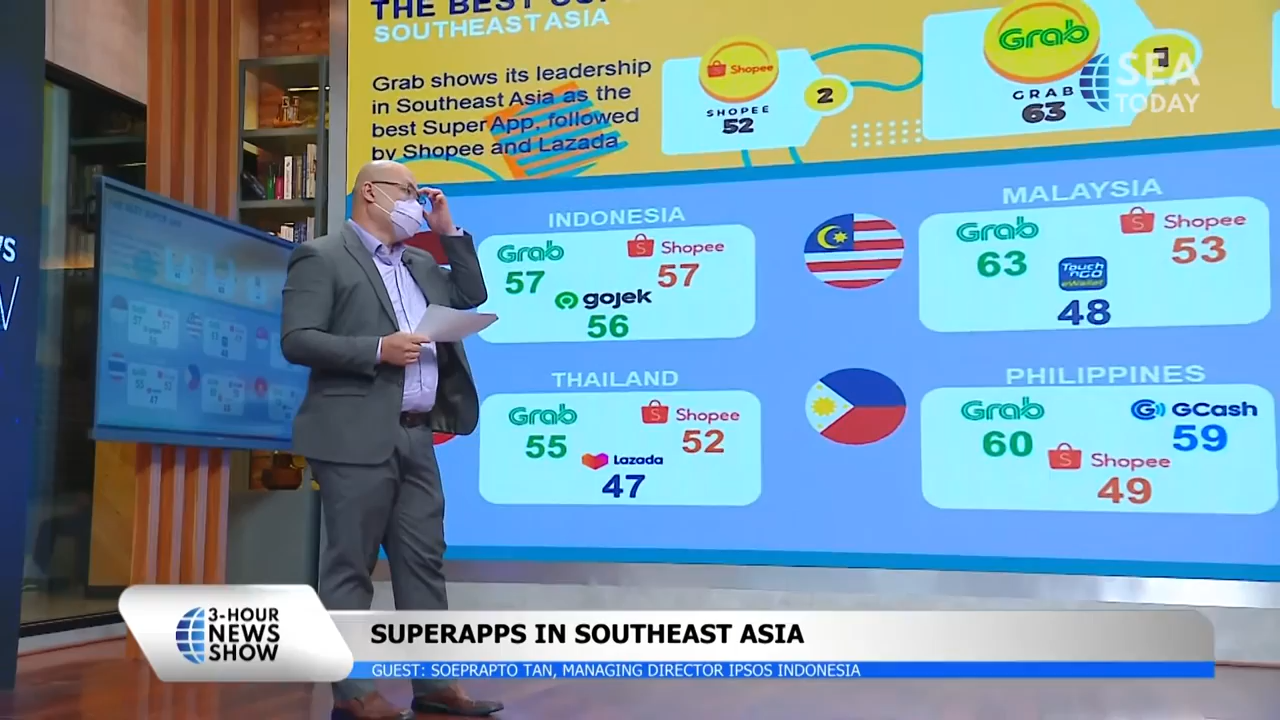 THE BEST
SOUTHEAST ASIA
Grab shows its leadership
in Southeast Asia as the
best Super App, followed
by Shopee and Lazada
Shopee
SHOPEE
52
2
Grab
GRAB
63
1
SEA
TODAY
INDONESIA
Grab
57
Shopee
57
gojek
56
MALAYSIA
Grab
63
Shopee
53
Touch
nGO
eWallet
48
THAILAND
Grab
55
Shopee
52
Lazada
47
PHILIPPINES
Grab
60
GCash
59
Shopee
49
3-HOUR
NEWS
SHOW
SUPERAPPS IN SOUTHEAST ASIA
GUEST: SOEPRAPTO TAN, MANAGING DIRECTOR IPSOS INDONESIA